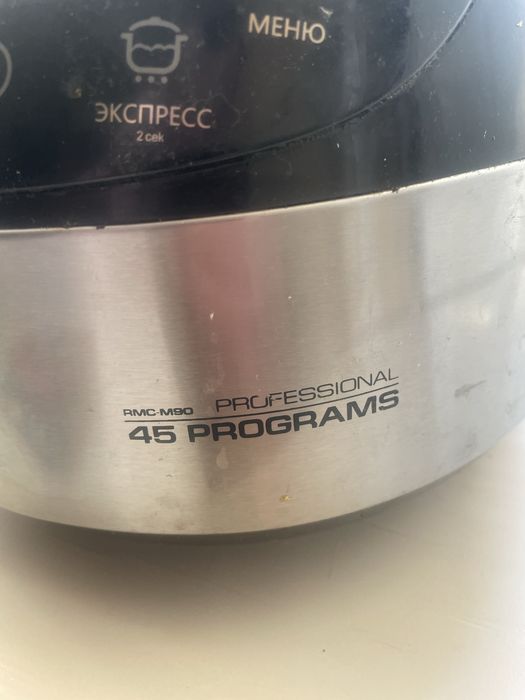 МЕНЮ
ЭКСПРЕСС
2 сек
RMC-M90 PROFESSIONAL
45 PROGRAMS